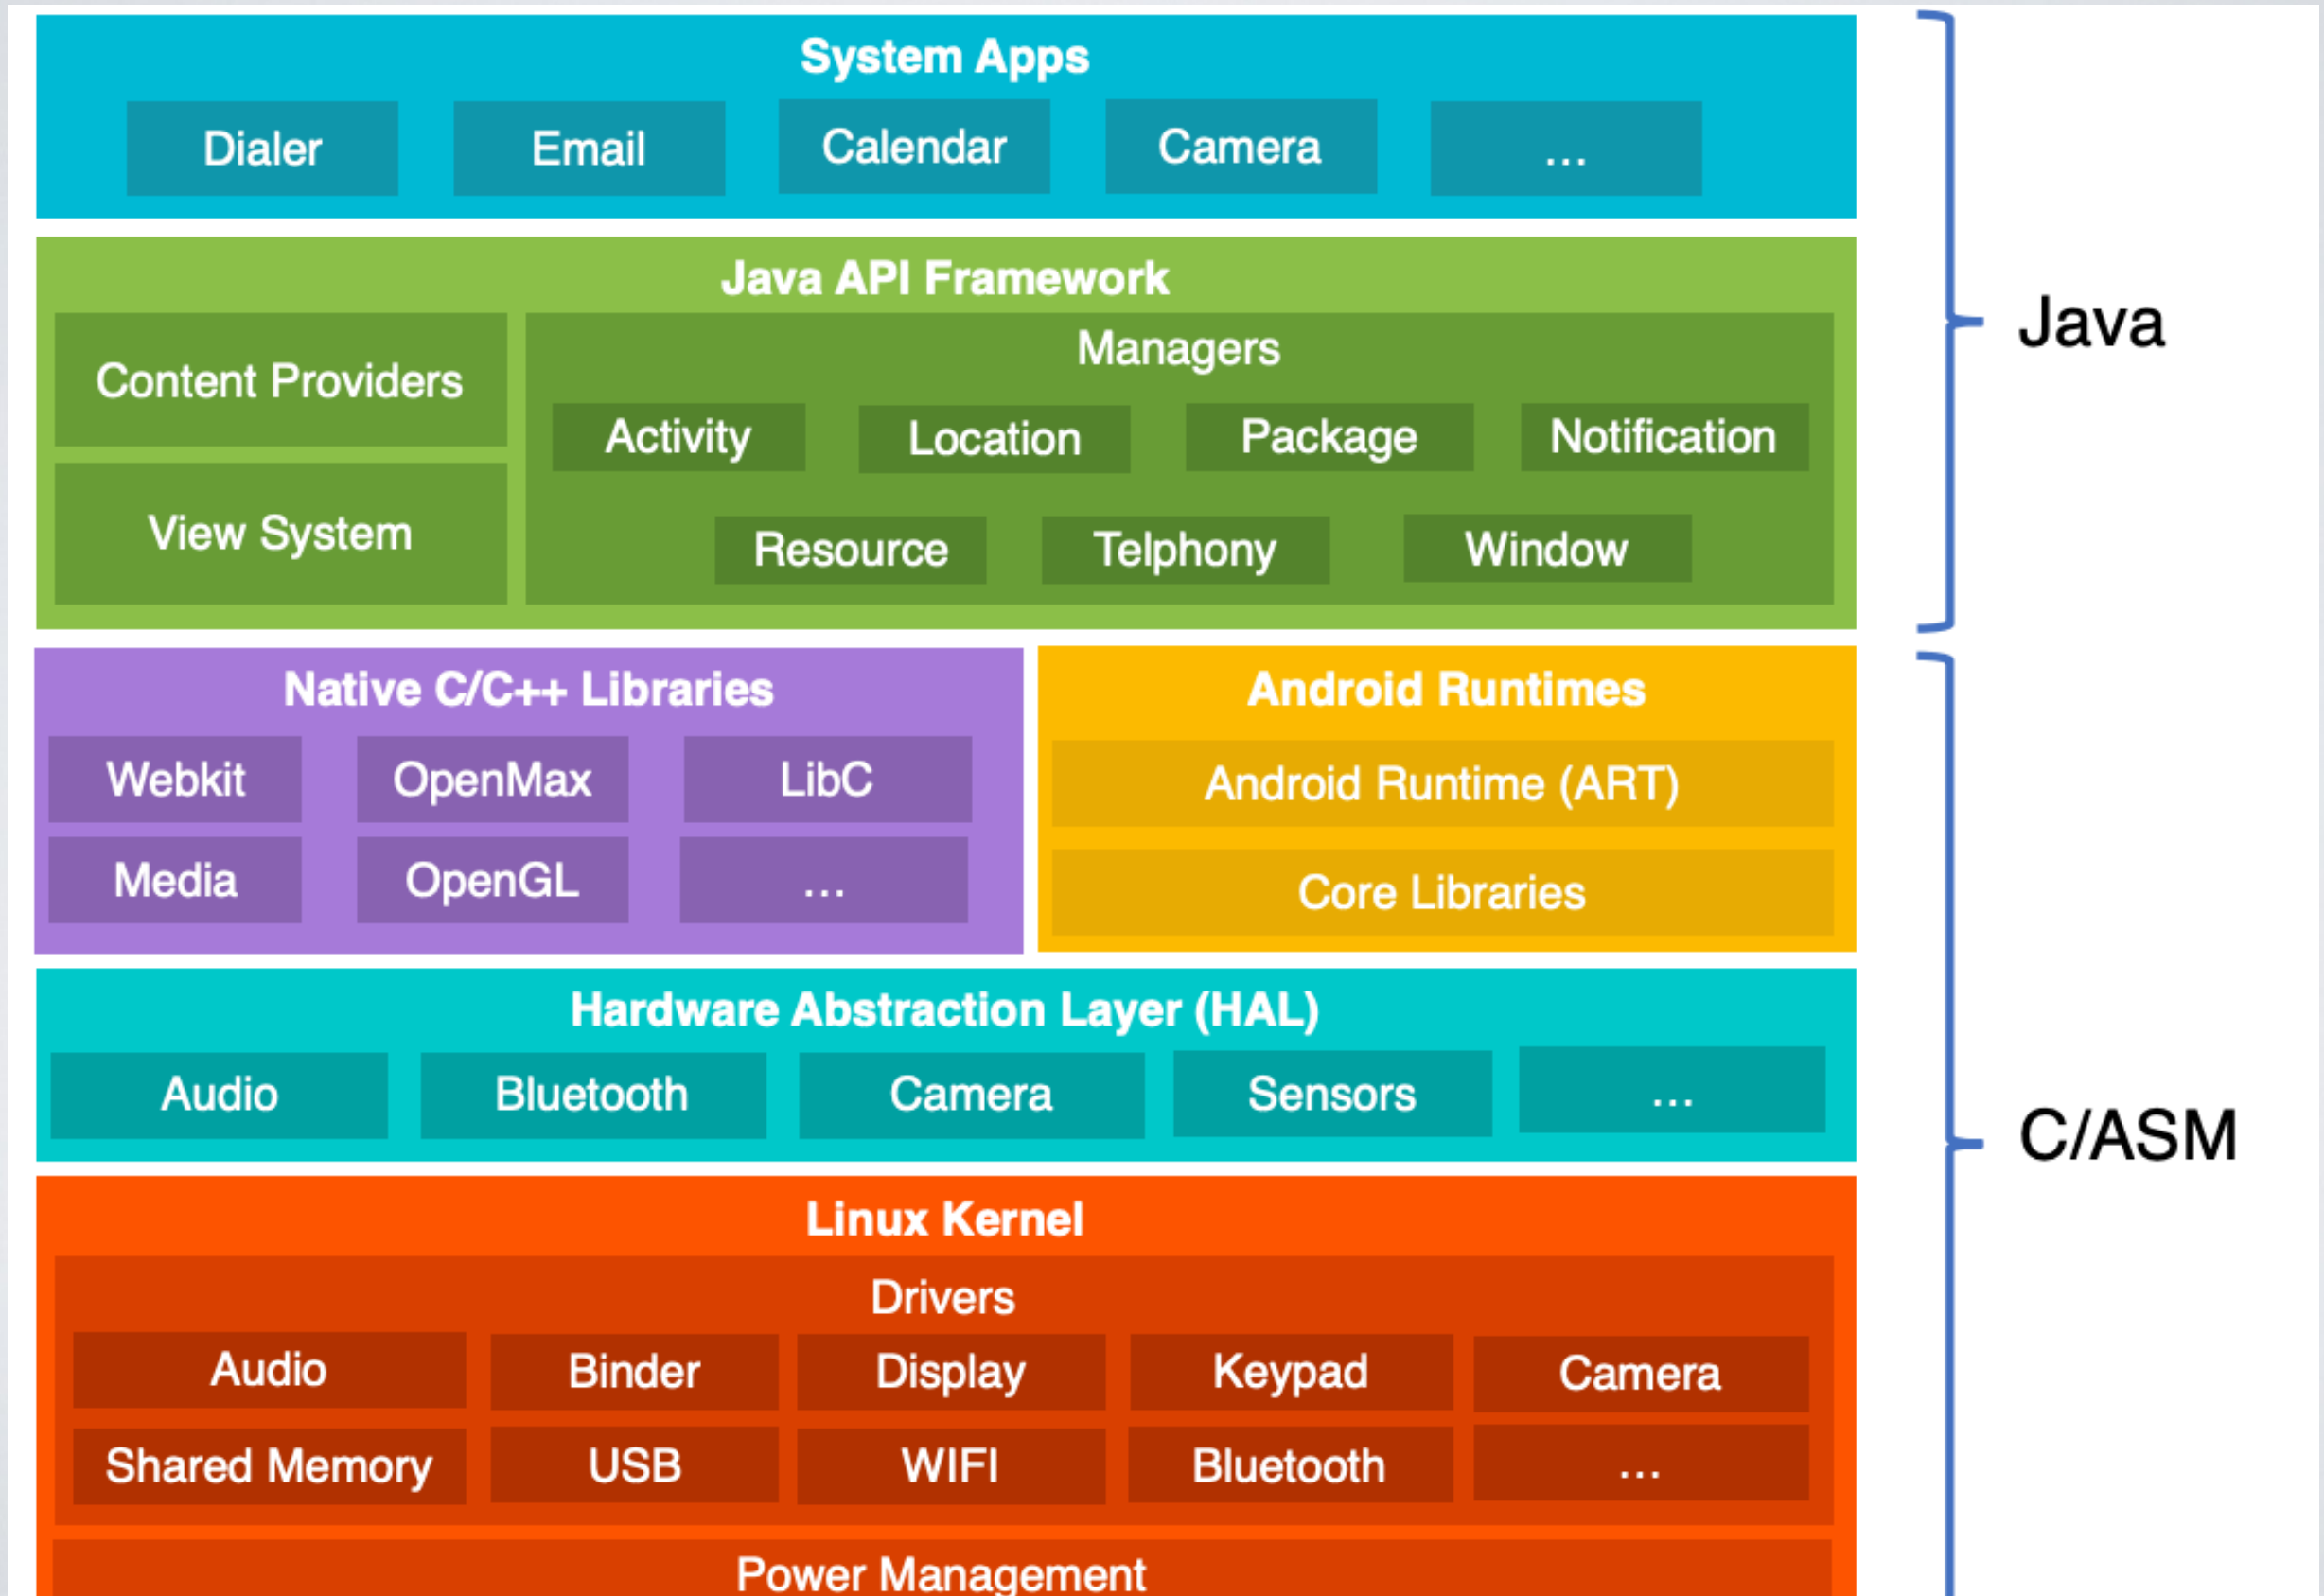 System Apps
Dialer Email Calendar Camera ...
Java API Framework
Content Providers
View System
Managers
Activity Location Package Notification
Resource Telphony Window
Java
Native C/C++ Libraries
Webkit OpenMax LibC
Media OpenGL ...
Android Runtimes
Android Runtime (ART)
Core Libraries
Hardware Abstraction Layer (HAL)
Audio Bluetooth Camera Sensors ...
C/ASM
Linux Kernel
Drivers
Audio Binder Display Keypad Camera
Shared Memory USB WIFI Bluetooth ...
Power Management